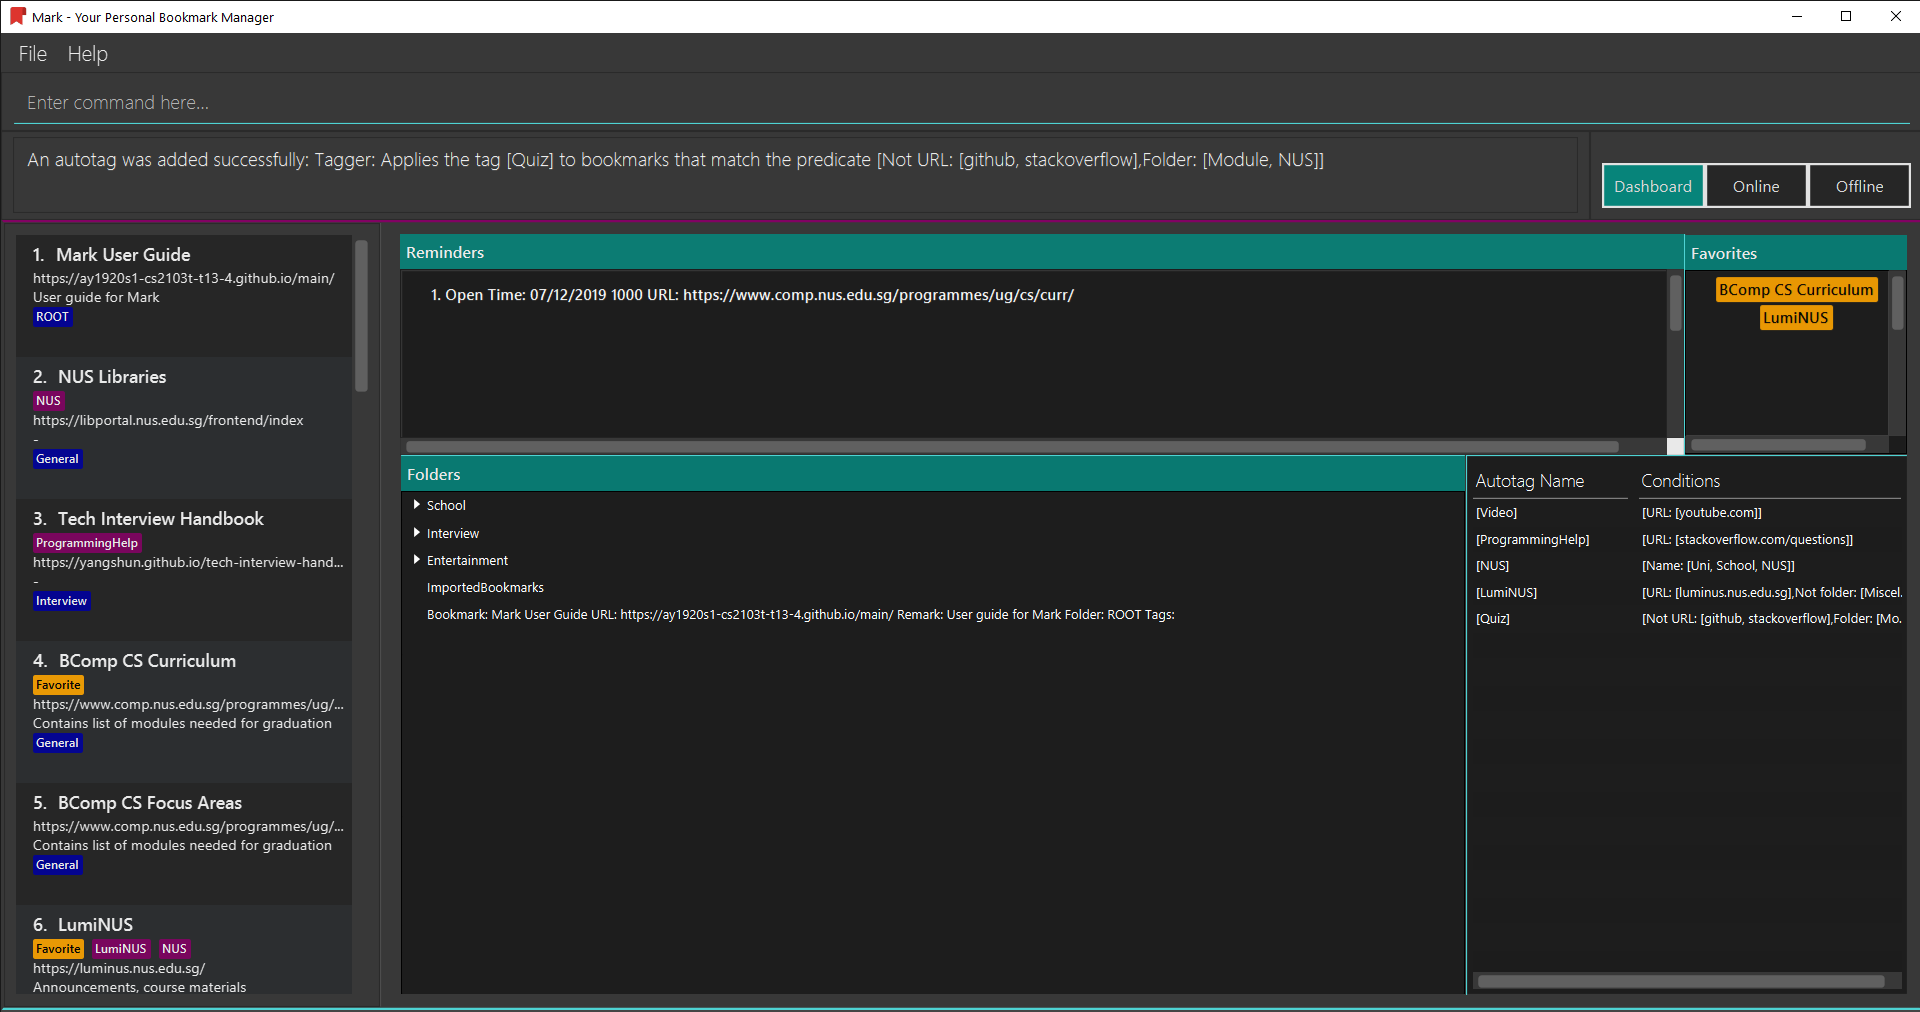 Mark - Your Personal Bookmark Manager
File Help
Enter command here...
An autotag was added successfully: Tagger: Applies the tag [Quiz] to bookmarks that match the predicate [Not URL: [github, stackoverflow],Folder: [Module, NUS]]
Dashboard Online Offline
1. Mark User Guide
https://ay1920s1-cs2103t-t13-4.github.io/main/
User guide for Mark
ROOT
2. NUS Libraries
NUS
https://libportal.nus.edu.sg/frontend/index
-
General
3. Tech Interview Handbook
ProgrammingHelp
https://yangshun.github.io/tech-interview-hand...
-
Interview
4. BComp CS Curriculum
Favorite
https://www.comp.nus.edu.sg/programmes/ug/...
Contains list of modules needed for graduation
General
5. BComp CS Focus Areas
https://www.comp.nus.edu.sg/programmes/ug/...
Contains list of modules needed for graduation
General
6. LumiNUS
Favorite LumiNUS NUS
https://luminus.nus.edu.sg/
Announcements, course materials
Reminders
1. Open Time: 07/12/2019 1000 URL: https://www.comp.nus.edu.sg/programmes/ug/cs/curr/
Favorites
BComp CS Curriculum
LumiNUS
Folders
School
Interview
Entertainment
ImportedBookmarks
Bookmark: Mark User Guide URL: https://ay1920s1-cs2103t-t13-4.github.io/main/ Remark: User guide for Mark Folder: ROOT Tags:
Autotag Name Conditions
[Video] [URL: [youtube.com]]
[ProgrammingHelp] [URL: [stackoverflow.com/questions]]
[NUS] [Name: [Uni, School, NUS]]
[LumiNUS] [URL: [luminus.nus.edu.sg],Not folder: [Miscel.
[Quiz] [Not URL: [github, stackoverflow],Folder: [Mo.